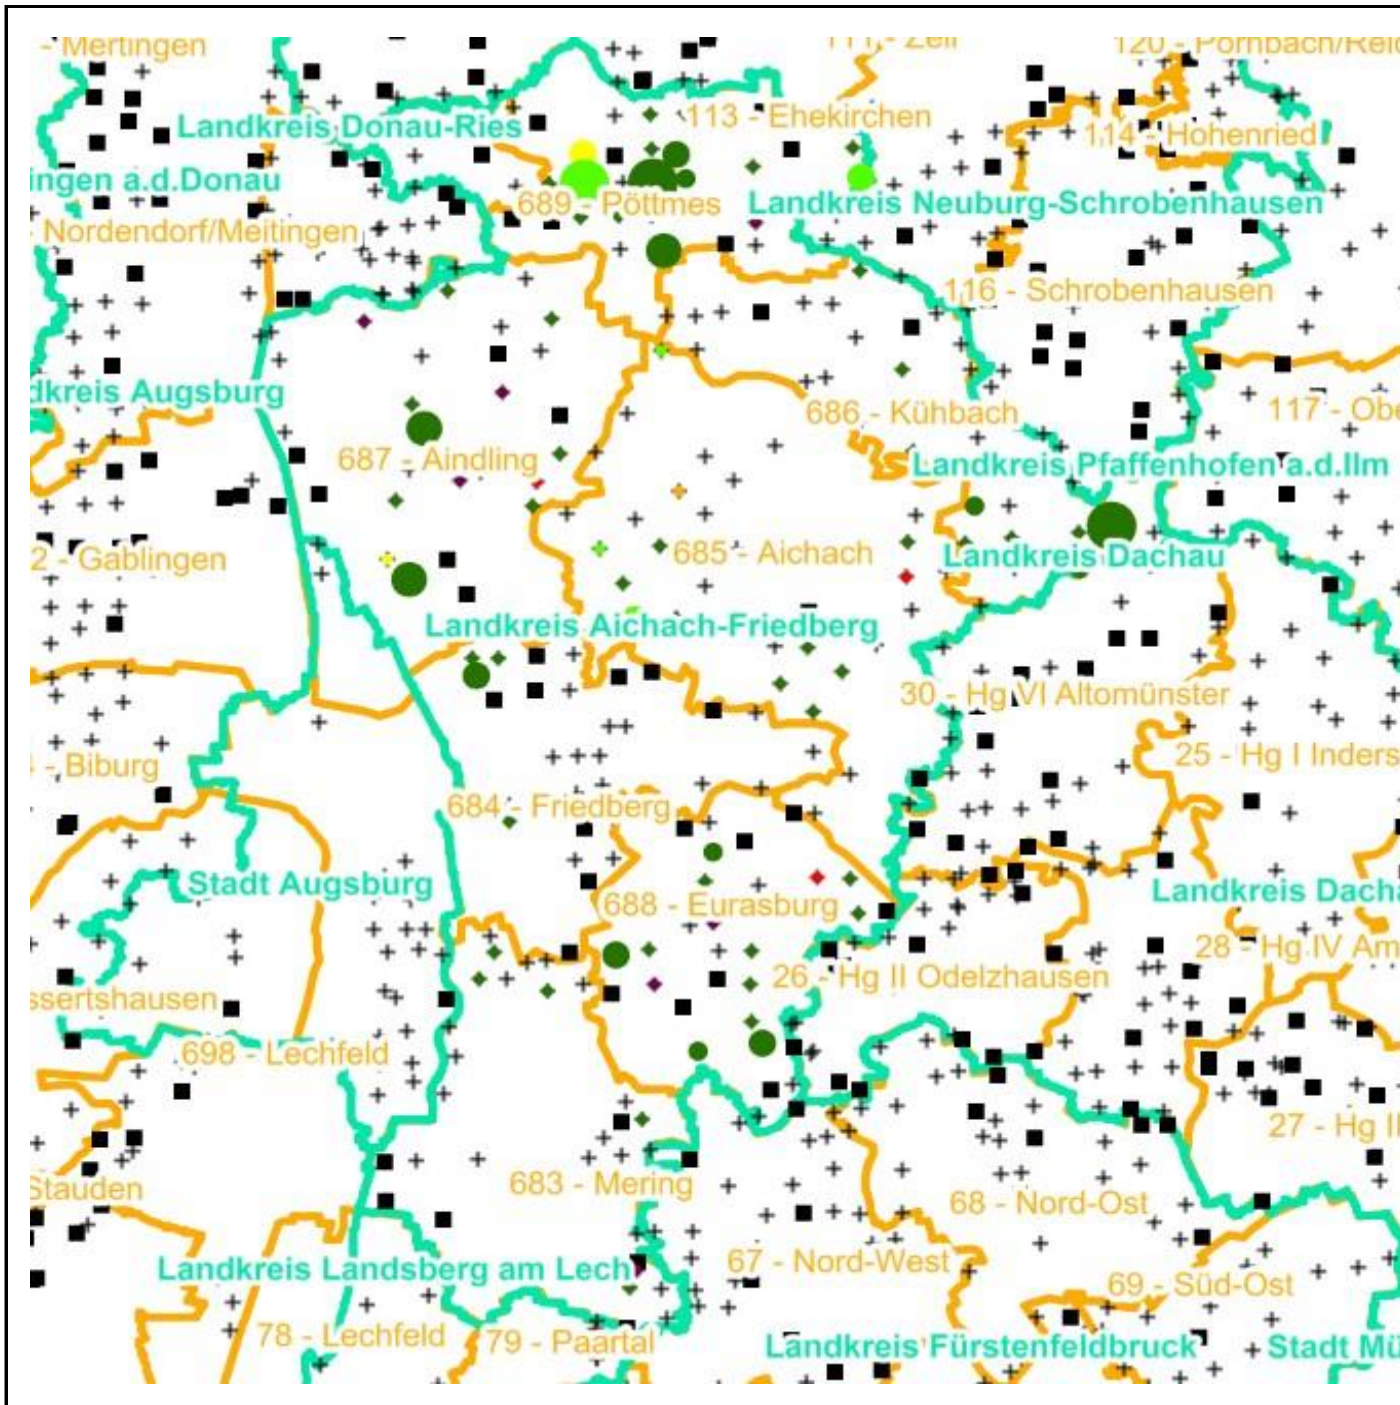 - Mertingen
111 - Zell
120 - Pörnbach/Reic
113 - Ehekirchen
Landkreis Donau-Ries
114 - Hohenried
ingen a.d.Donau
689 - Pöttmes
Landkreis Neuburg-Schrobenhausen
Nordendorf/Meitingen
116 - Schrobenhausen
dkreis Augsburg
686 - Kühbach
117 - Obe
687 - Aindling
Landkreis Pfaffenhofen a.d.Ilm
2 - Gablingen
685 - Aichach
Landkreis Dachau
Landkreis Aichach-Friedberg
30 - Hg VI Altomünster
- Biburg
25 - Hg I Inders
684 - Friedberg
Stadt Augsburg
Landkreis Dacha
688 - Eurasburg
28 - Hg IV Am
26 - Hg II Odelzhausen
ssertshausen
698 - Lechfeld
27 - Hg II
Stauden
683 - Mering
68 - Nord-Ost
67 - Nord-West
Landkreis Landsberg am Lech
69 - Süd-Ost
78 - Lechfeld
79 - Paartal
Landkreis Fürstenfeldbruck
Stadt Mü